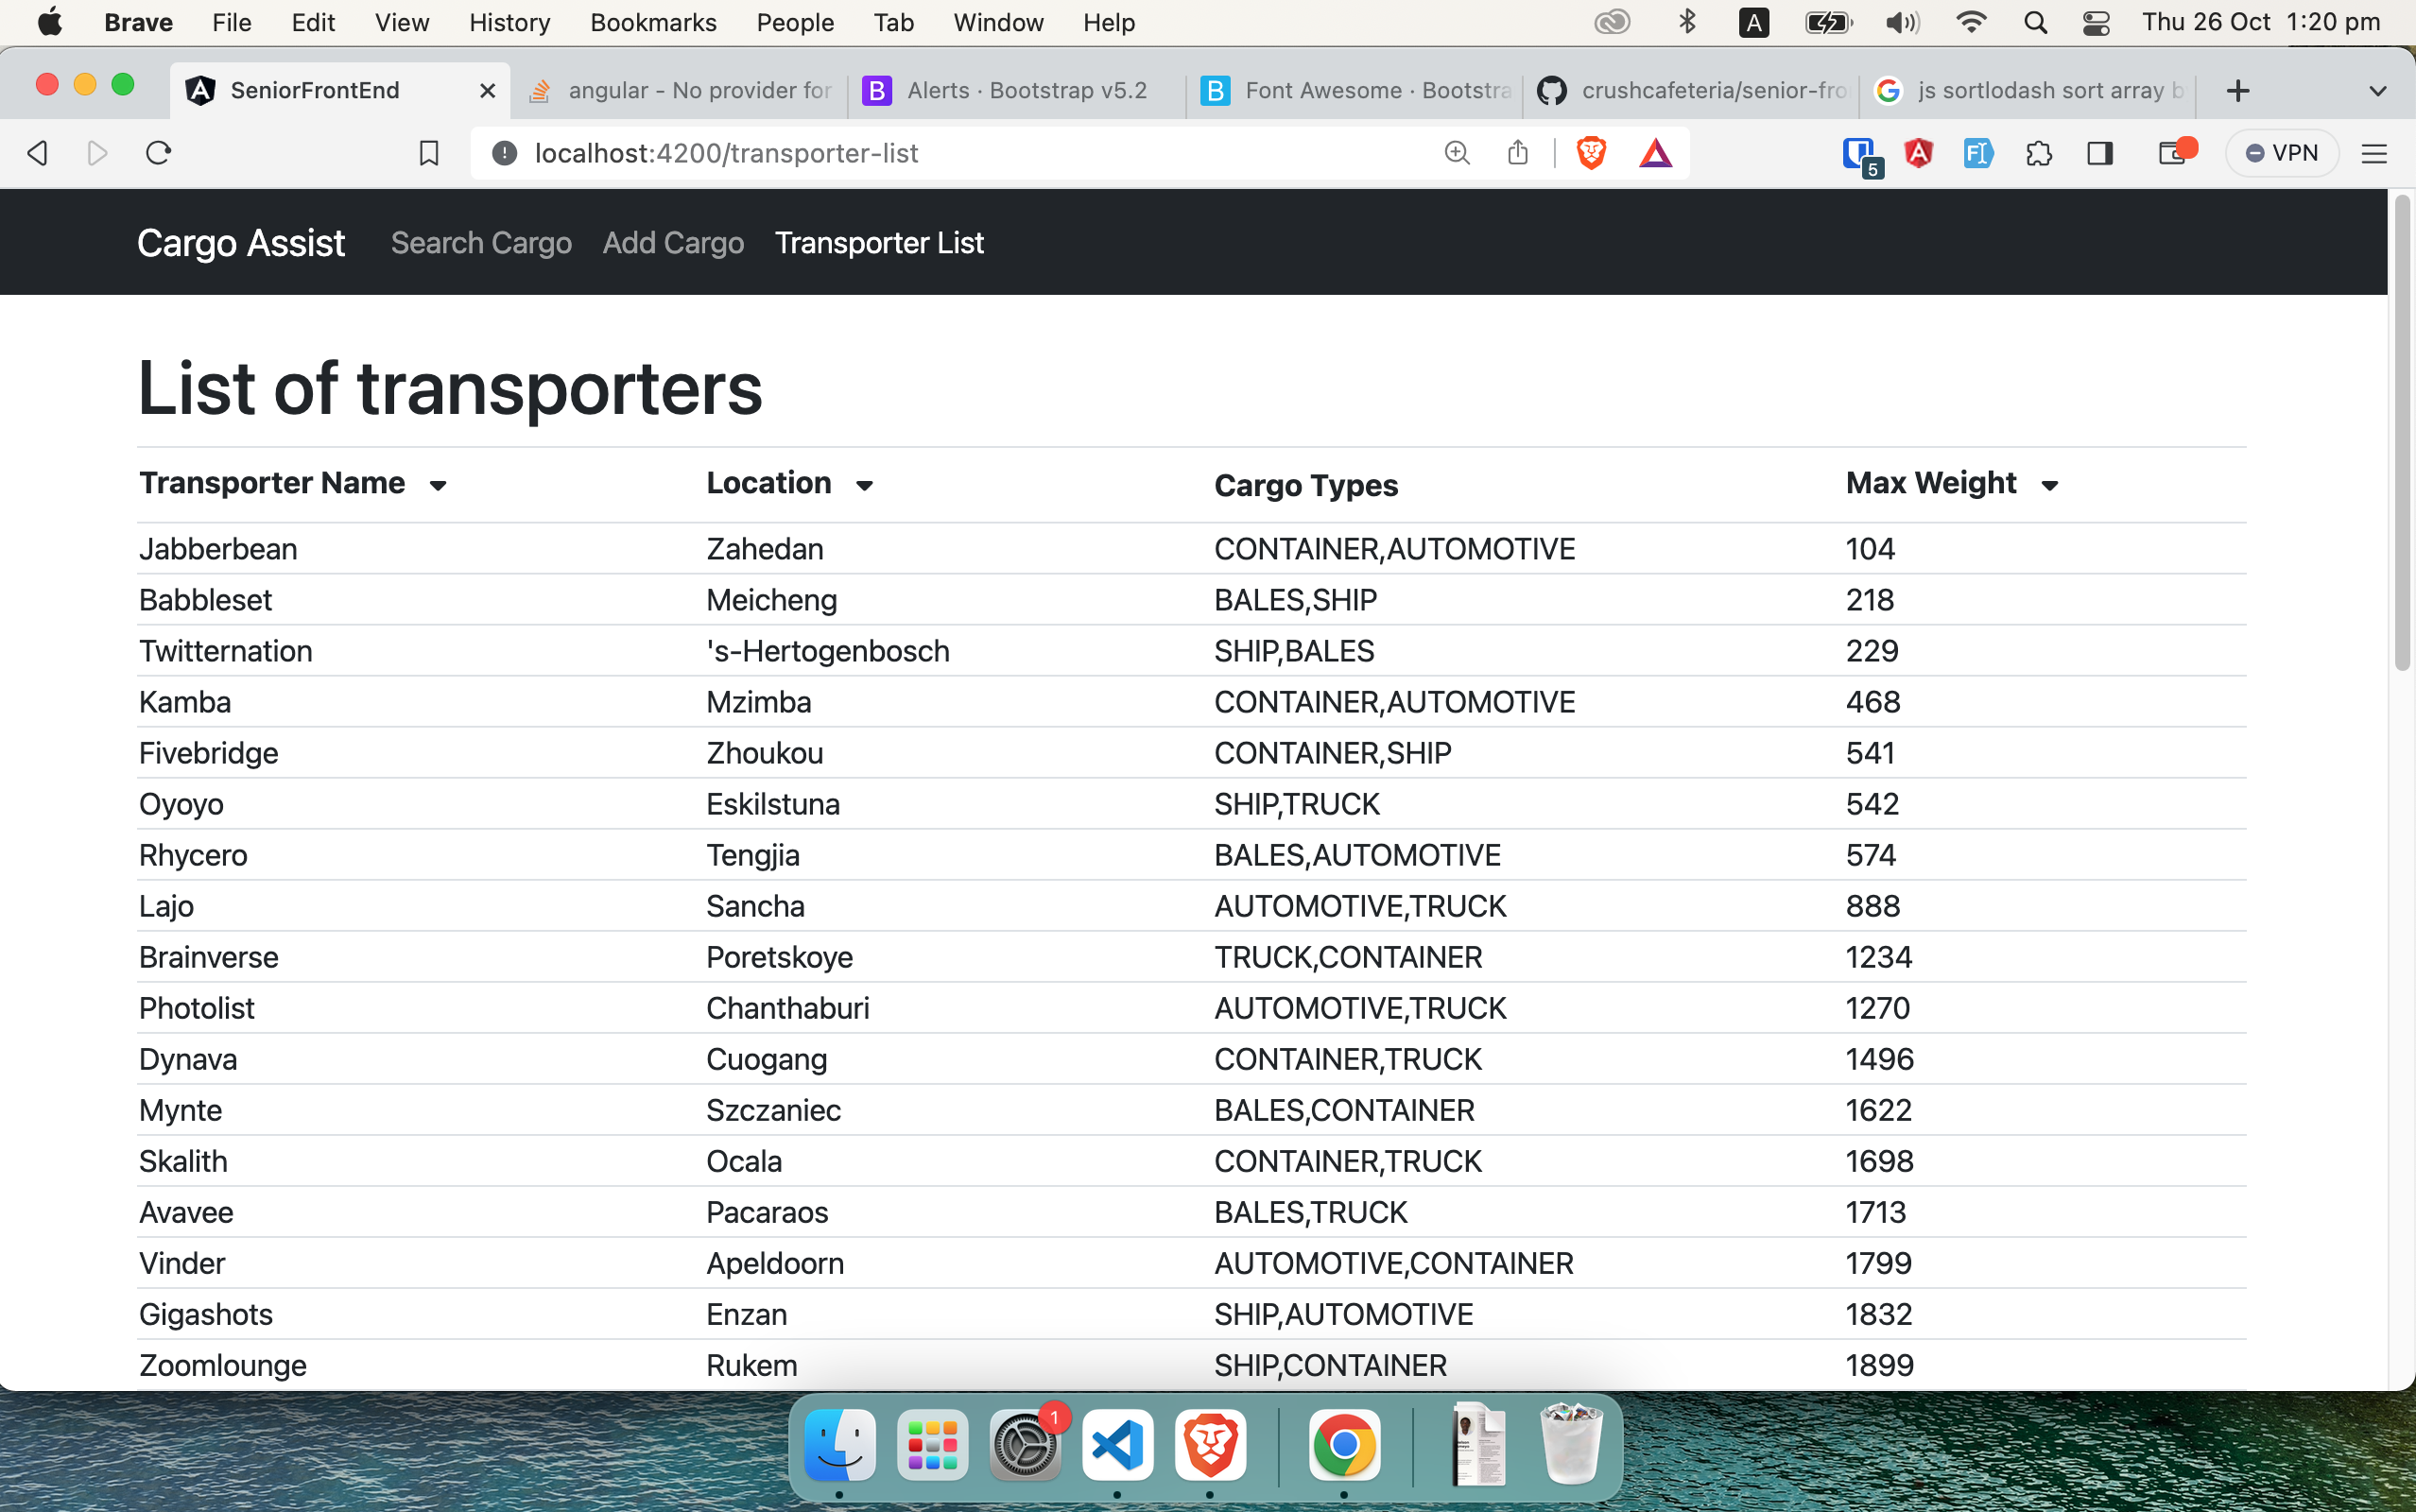 Brave File Edit View History Bookmarks People Tab Window Help A Thu 26 Oct 1:20 pm
SeniorFrontEnd angular - No provider for B Alerts · Bootstrap v5.2 B Font Awesome · Bootstra crushcafeteria/senior-fro G js sortlodash sort array b
localhost:4200/transporter-list 5 A VPN
Cargo Assist Search Cargo Add Cargo Transporter List
List of transporters
Transporter Name Location Cargo Types Max Weight
Jabberbean Zahedan CONTAINER,AUTOMOTIVE 104
Babbleset Meicheng BALES,SHIP 218
Twitternation 's-Hertogenbosch SHIP,BALES 229
Kamba Mzimba CONTAINER,AUTOMOTIVE 468
Fivebridge Zhoukou CONTAINER,SHIP 541
Oyoyo Eskilstuna SHIP,TRUCK 542
Rhycero Tengjia BALES,AUTOMOTIVE 574
Lajo Sancha AUTOMOTIVE,TRUCK 888
Brainverse Poretskoye TRUCK,CONTAINER 1234
Photolist Chanthaburi AUTOMOTIVE,TRUCK 1270
Dynava Cuogang CONTAINER,TRUCK 1496
Mynte Szczaniec BALES,CONTAINER 1622
Skalith Ocala CONTAINER,TRUCK 1698
Avavee Pacaraos BALES,TRUCK 1713
Vinder Apeldoorn AUTOMOTIVE,CONTAINER 1799
Gigashots Enzan SHIP,AUTOMOTIVE 1832
Zoomlounge Rukem SHIP,CONTAINER 1899
1